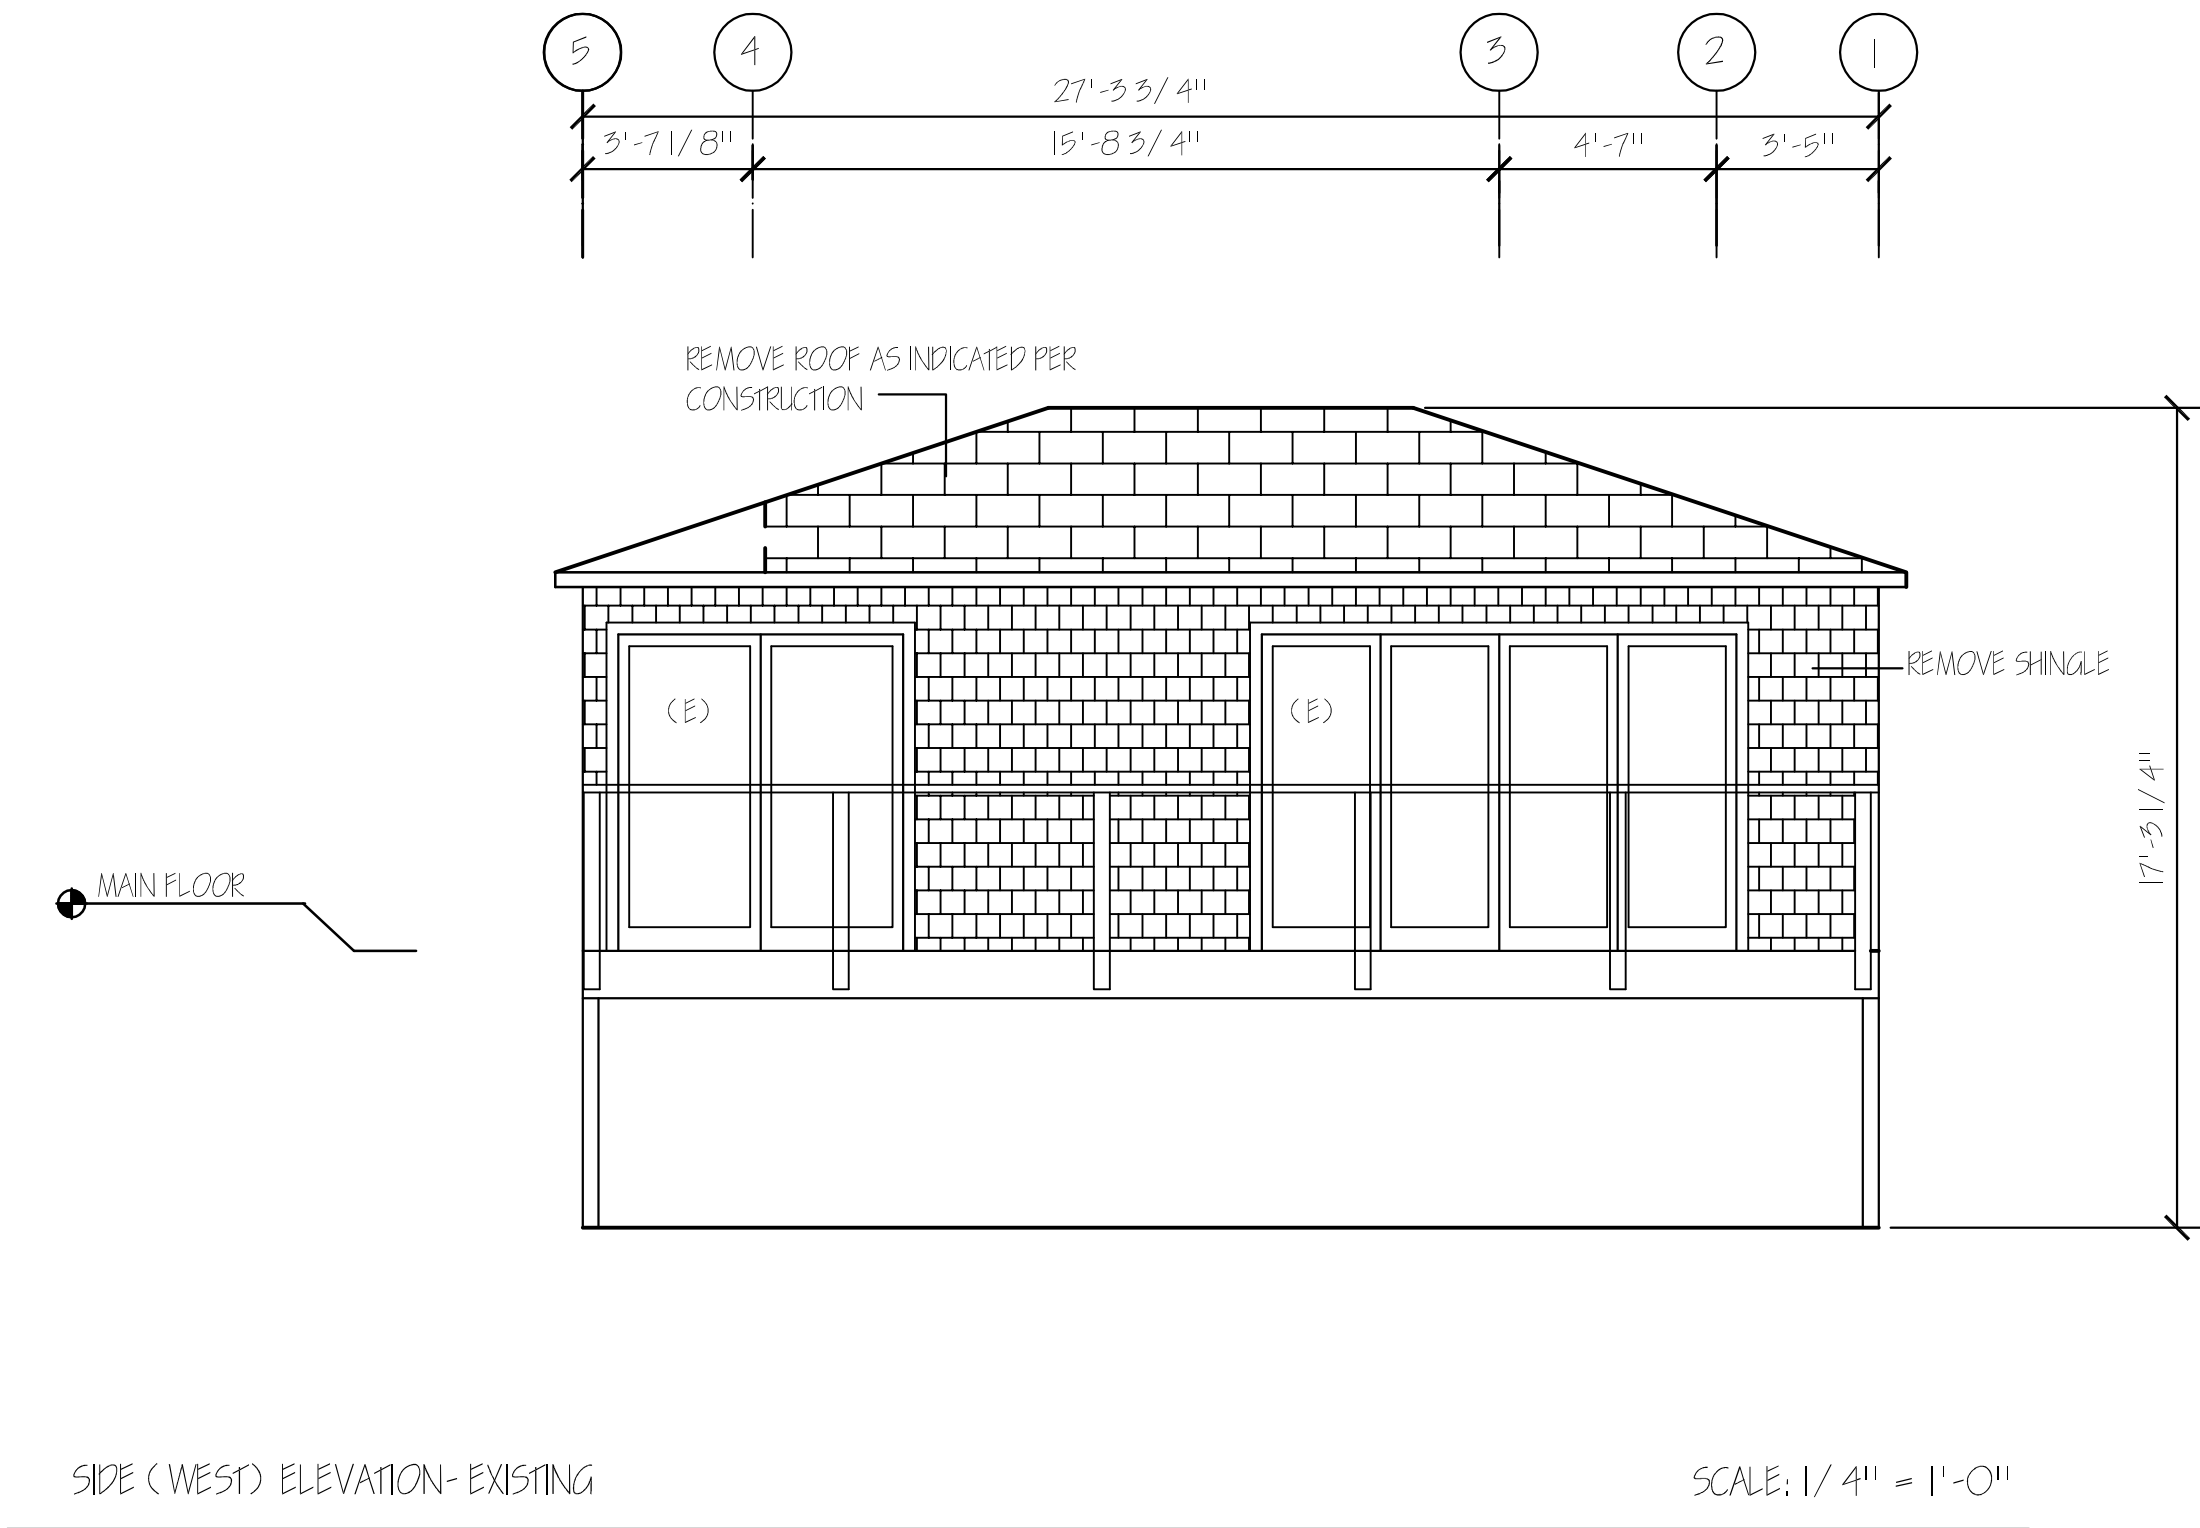 5 4 3 2 1
27'-3 3/4"
3'-7 1/8" 15'-8 3/4" 4'-7" 3'-5"
REMOVE ROOF AS INDICATED PER
CONSTRUCTION
REMOVE SHINGLE
(E) (E)
17'-3 1/4"
MAIN FLOOR
SIDE (WEST) ELEVATION- EXISTING
SCALE: 1/4" = 1'-0"